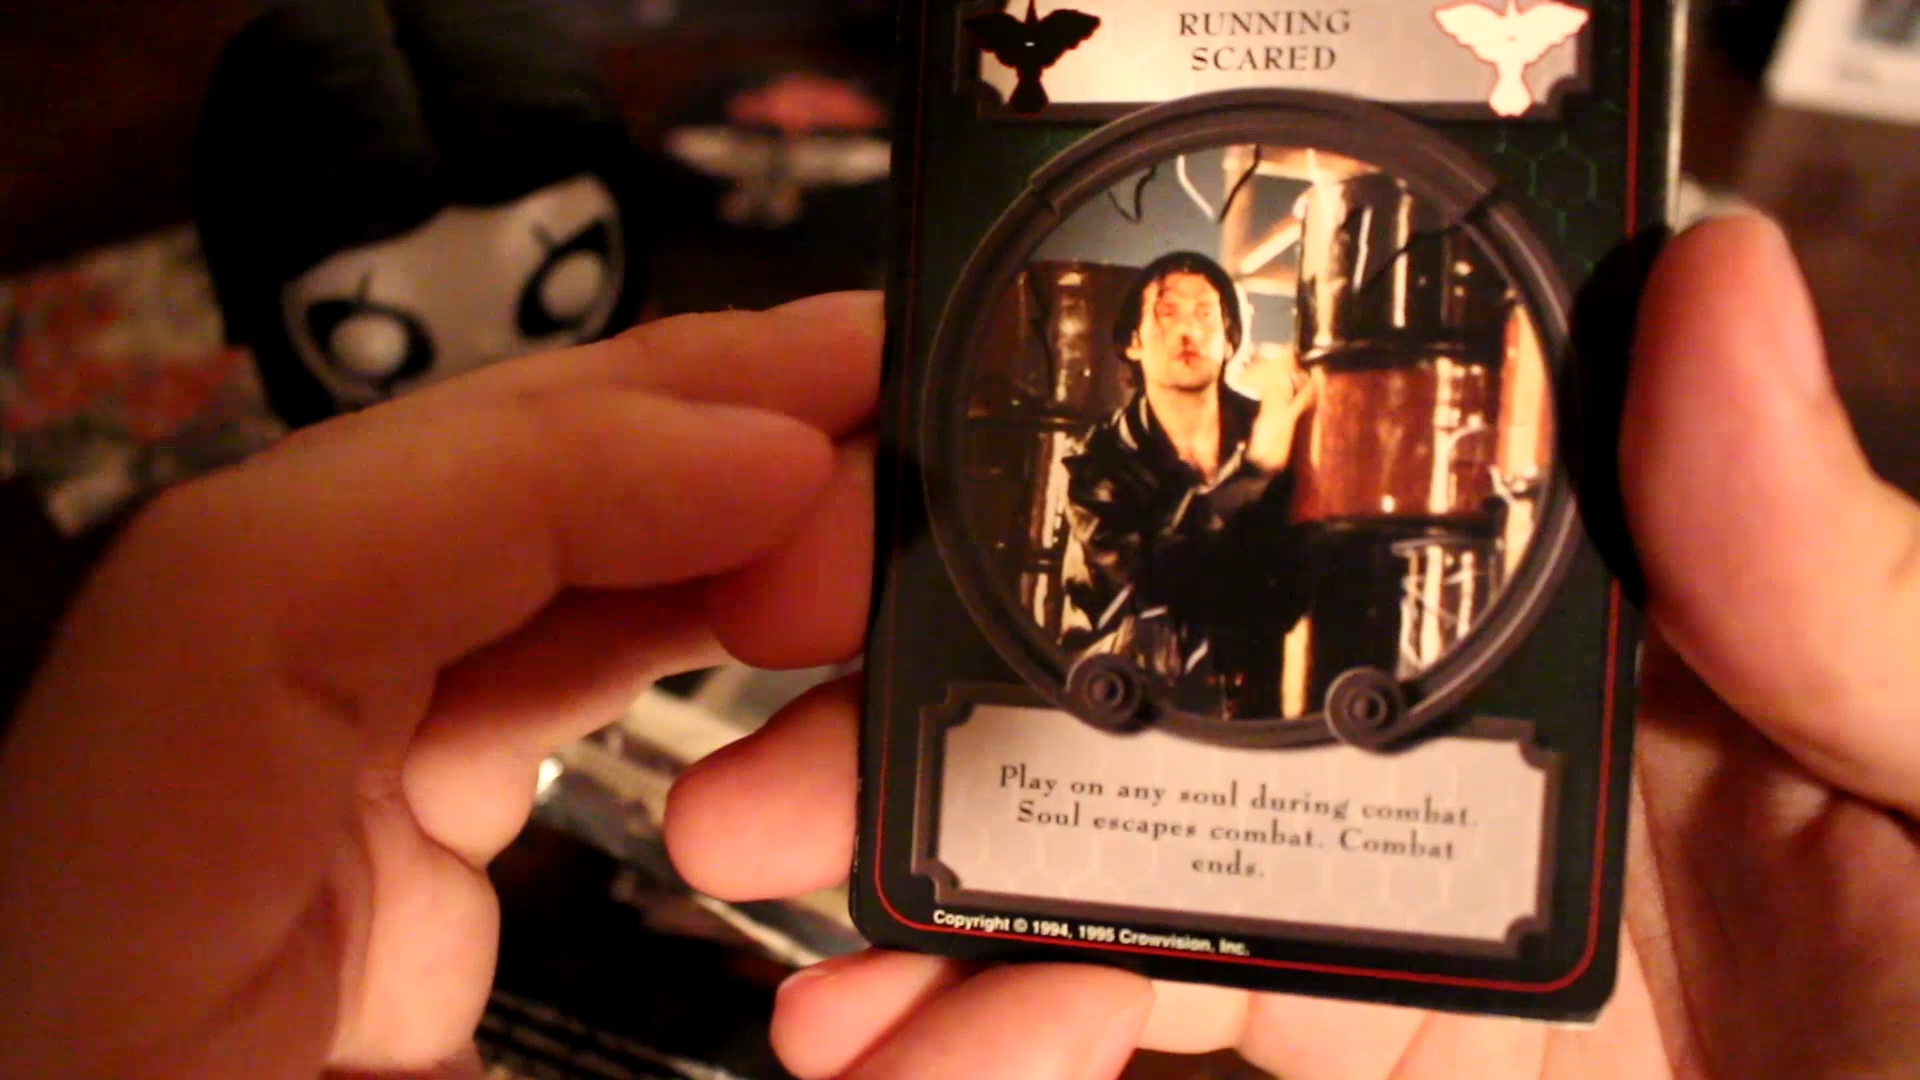 RUNNING
SCARED
Play on any soul during combat.
Soul escapes combat. Combat
ends.
Copyright © 1994, 1995 Crowvision, Inc.